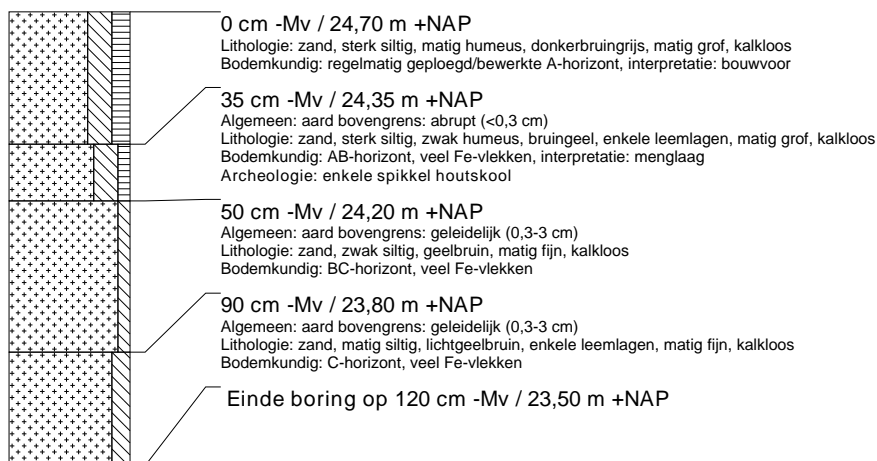 0 cm -Mv / 24,70 m +NAP
Lithologie: zand, sterk siltig, matig humeus, donkerbruingrijs, matig grof, kalkloos
Bodemkundig: regelmatig geploegd/bewerkte A-horizont, interpretatie: bouwvoor
35 cm -Mv / 24,35 m +NAP
Algemeen: aard bovengrens: abrupt (<0,3 cm)
Lithologie: zand, sterk siltig, zwak humeus, bruingeel, enkele leemlagen, matig grof, kalkloos
Bodemkundig: AB-horizont, veel Fe-vlekken, interpretatie: menglaag
Archeologie: enkele spikkel houtskool
50 cm -Mv / 24,20 m +NAP
Algemeen: aard bovengrens: geleidelijk (0,3-3 cm)
Lithologie: zand, zwak siltig, geelbruin, matig fijn, kalkloos
Bodemkundig: BC-horizont, veel Fe-vlekken
90 cm -Mv / 23,80 m +NAP
Algemeen: aard bovengrens: geleidelijk (0,3-3 cm)
Lithologie: zand, matig siltig, lichtgeelbruin, enkele leemlagen, matig fijn, kalkloos
Bodemkundig: C-horizont, veel Fe-vlekken
Einde boring op 120 cm -Mv / 23,50 m +NAP